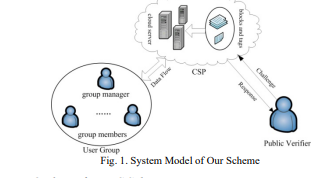 cloud server
blocks and tags
CSP
Data Flow
Challenge
Response
group manager
......
group members
User Group
Public Verifier
Fig. 1. System Model of Our Scheme